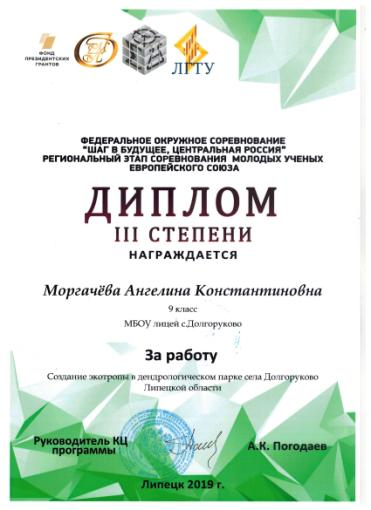 ФОНД
ПРЕЗИДЕНТСКИХ
ГРАНТОВ
ЛГТУ
ФЕДЕРАЛЬНОЕ ОКРУЖНОЕ СОРЕВНОВАНИЕ
"ШАГ В БУДУЩЕЕ, ЦЕНТРАЛЬНАЯ РОССИЯ"
РЕГИОНАЛЬНЫЙ ЭТАП СОРЕВНОВАНИЯ МОЛОДЫХ УЧЕНЫХ
ЕВРОПЕЙСКОГО СОЮЗА
ДИПЛОМ
III СТЕПЕНИ
НАГРАЖДАЕТСЯ
Моргачёва Ангелина Константиновна
9 класс
МБОУ лицей с.Долгоруково
За работу
Создание экотропы в дендрологическом парке села Долгоруково
Липецкой области
Руководитель КЦ
программы
А.К. Погодаев
Липецк 2019 г.